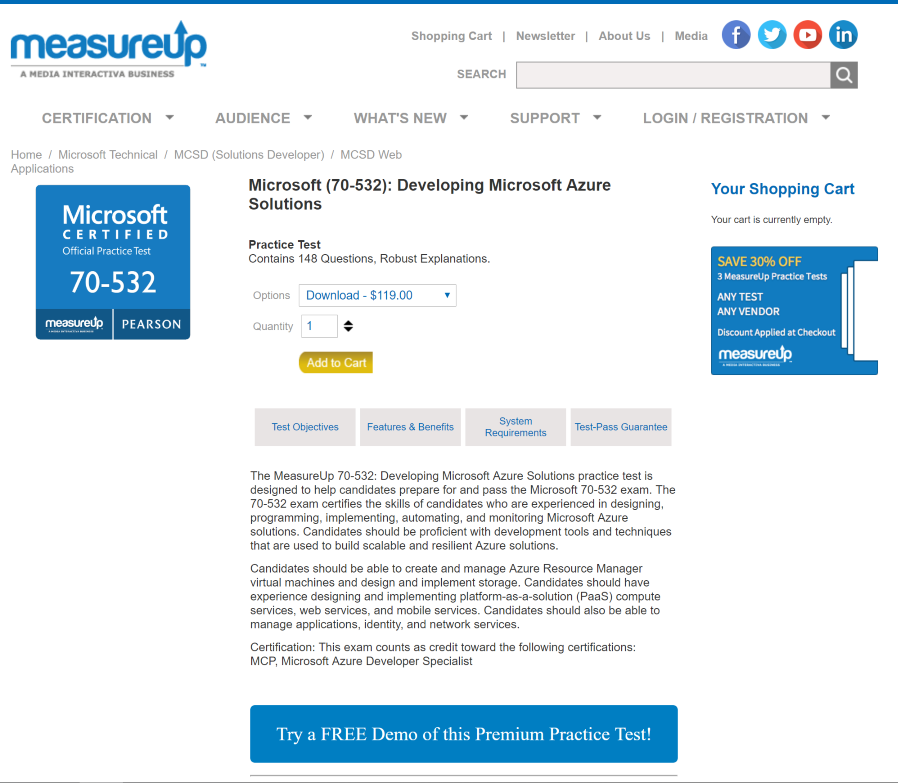 measureup™
A MEDIA INTERACTIVA BUSINESS
Shopping Cart | Newsletter | About Us | Media
SEARCH
CERTIFICATION AUDIENCE WHAT'S NEW SUPPORT LOGIN / REGISTRATION
Home / Microsoft Technical / MCSD (Solutions Developer) / MCSD Web
Applications
Microsoft
CERTIFIED
Official Practice Test
70-532
measureup
PEARSON
Microsoft (70-532): Developing Microsoft Azure
Solutions
Practice Test
Contains 148 Questions, Robust Explanations.
Options Download - $119.00
Quantity 1
Add to Cart
Your Shopping Cart
Your cart is currently empty.
SAVE 30% OFF
3 MeasureUp Practice Tests
ANY TEST
ANY VENDOR
Discount Applied at Checkout
measureup
A MEDIA INTERACTIVA BUSINESS
Test Objectives
Features & Benefits
System
Requirements
Test-Pass Guarantee
The MeasureUp 70-532: Developing Microsoft Azure Solutions practice test is
designed to help candidates prepare for and pass the Microsoft 70-532 exam. The
70-532 exam certifies the skills of candidates who are experienced in designing,
programming, implementing, automating, and monitoring Microsoft Azure
solutions. Candidates should be proficient with development tools and techniques
that are used to build scalable and resilient Azure solutions.
Candidates should be able to create and manage Azure Resource Manager
virtual machines and design and implement storage. Candidates should have
experience designing and implementing platform-as-a-solution (PaaS) compute
services, web services, and mobile services. Candidates should also be able to
manage applications, identity, and network services.
Certification: This exam counts as credit toward the following certifications:
MCP, Microsoft Azure Developer Specialist
Try a FREE Demo of this Premium Practice Test!